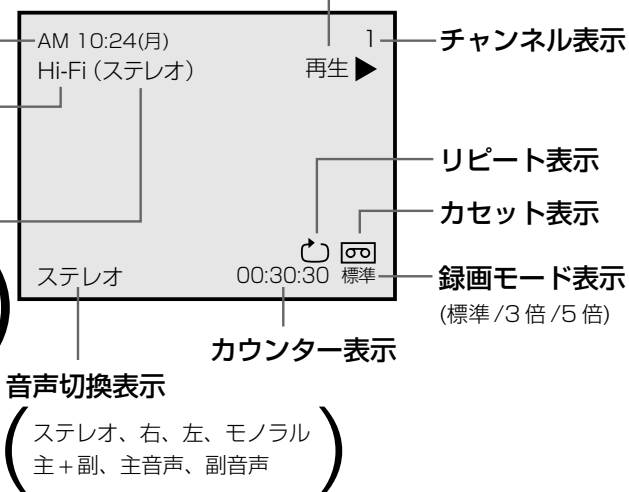 AM 10:24(月)
1
チャンネル表示
Hi-Fi(ステレオ)
再生
リピート表示
カセット表示
ステレオ
00:30:30
標準
録画モード表示
(標準/3倍/5倍)
カウンター表示
音声切換表示
ステレオ、右、左、モノラル
主+副、主音声、副音声